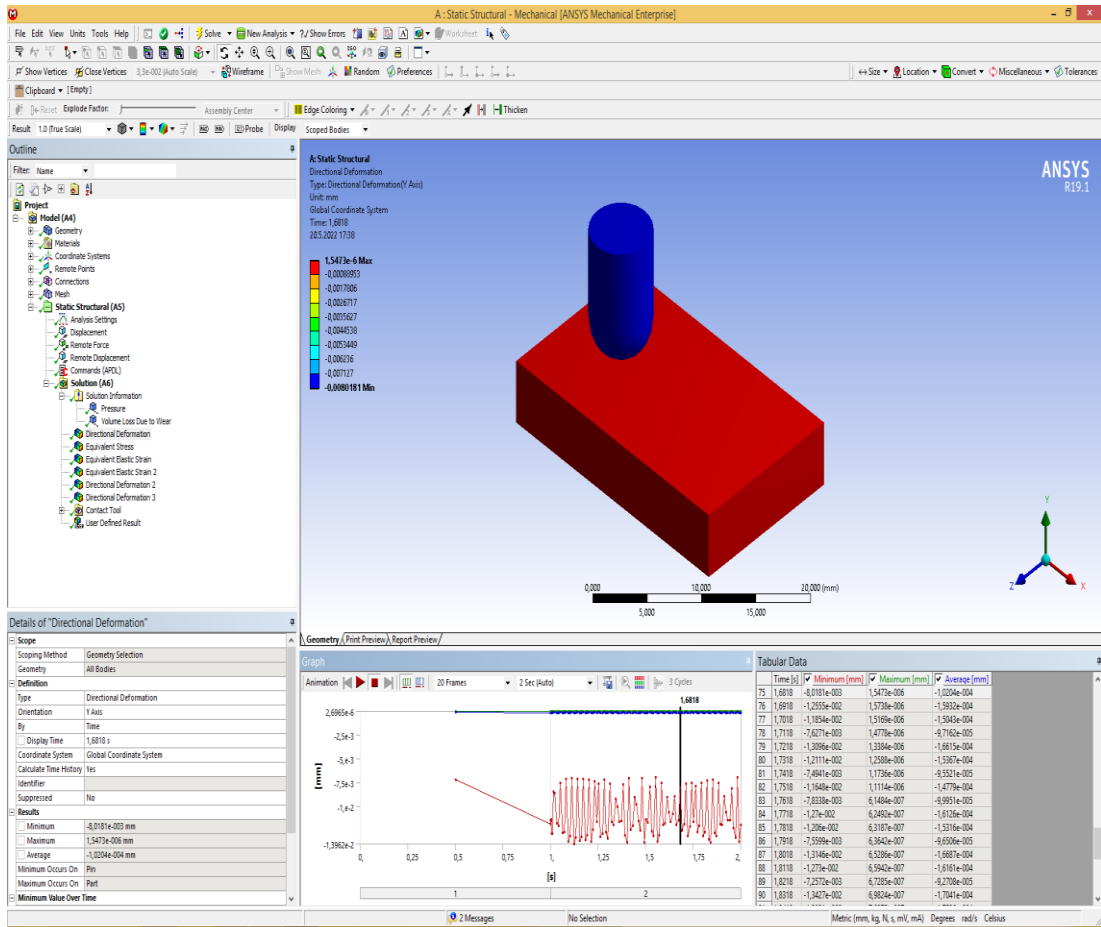 A : Static Structural - Mechanical [ANSYS Mechanical Enterprise]
File Edit View Units Tools Help Solve New Analysis ?/ Show Errors Worksheet
Show Vertices Close Vertices 3,3e-002 (Auto Scale) Wireframe Show Mesh Random Preferences Size Location Convert Miscellaneous Tolerances
Clipboard [Empty]
Reset Explode Factor: Assembly Center Edge Coloring Thicken
Result 1.0 (True Scale) Probe Display Scoped Bodies
Outline
Filter: Name
Project
Model (A4)
Geometry
Materials
Coordinate Systems
Remote Points
Connections
Mesh
Static Structural (A5)
Analysis Settings
Displacement
Remote Force
Remote Displacement
Commands (APDL)
Solution (A6)
Solution Information
Pressure
Volume Loss Due to Wear
Directional Deformation
Equivalent Stress
Equivalent Elastic Strain
Equivalent Elastic Strain 2
Directional Deformation 2
Directional Deformation 3
Contact Tool
User Defined Result
A: Static Structural
Directional Deformation
Type: Directional Deformation(Y Axis)
Unit: mm
Global Coordinate System
Time: 1,6818
20.5.2022 17:38
1,5473e-6 Max
-0,00088953
-0,0017806
-0,0026717
-0,0035627
-0,0044538
-0,0053449
-0,006236
-0,007127
-0,0080181 Min
ANSYS
R19.1
Y
Z
X
0,000 10,000 20,000 (mm)
5,000 15,000
Geometry Print Preview Report Preview
Details of "Directional Deformation"
Scope
Scoping Method Geometry Selection
Geometry All Bodies
Definition
Type Directional Deformation
Orientation Y Axis
By Time
Display Time 1,6818 s
Coordinate System Global Coordinate System
Calculate Time History Yes
Identifier
Suppressed No
Results
Minimum -8,0181e-003 mm
Maximum 1,5473e-006 mm
Average -1,0204e-004 mm
Minimum Occurs On Pin
Maximum Occurs On Part
Minimum Value Over Time
Graph
Animation 20 Frames 2 Sec (Auto) 3 Cycles
1,6818
2,6965e-6
-2,5e-3
-5,e-3
-7,5e-3
-1,e-2
-1,3962e-2
[mm]
0, 0,25 0,5 0,75 1, 1,25 1,5 1,75 2,
[s]
1 2
Tabular Data
Time [s] Minimum [mm] Maximum [mm] Average [mm]
75 1,6818 -8,0181e-003 1,5473e-006 -1,0204e-004
76 1,6918 -1,2555e-002 1,5738e-006 -1,5932e-004
77 1,7018 -1,1854e-002 1,5169e-006 -1,5043e-004
78 1,7118 -7,6271e-003 1,4778e-006 -9,7162e-005
79 1,7218 -1,3096e-002 1,3384e-006 -1,6615e-004
80 1,7318 -1,2111e-002 1,2588e-006 -1,5367e-004
81 1,7418 -7,4941e-003 1,1736e-006 -9,5521e-005
82 1,7518 -1,1648e-002 1,1114e-006 -1,4779e-004
83 1,7618 -7,8338e-003 6,1484e-007 -9,9951e-005
84 1,7718 -1,27e-002 6,2492e-007 -1,6126e-004
85 1,7818 -1,206e-002 6,3187e-007 -1,5316e-004
86 1,7918 -7,5599e-003 6,3642e-007 -9,6506e-005
87 1,8018 -1,3146e-002 6,5286e-007 -1,6687e-004
88 1,8118 -1,273e-002 6,5942e-007 -1,6161e-004
89 1,8218 -7,2572e-003 6,7285e-007 -9,2708e-005
90 1,8318 -1,3427e-002 6,9824e-007 -1,7041e-004
2 Messages No Selection Metric (mm, kg, N, s, mV, mA) Degrees rad/s Celsius